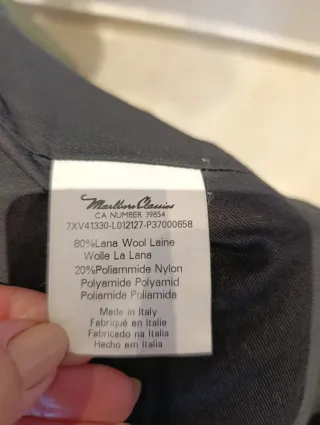 Marlboro Classics
CA NUMBER 39854
7XV41330-L012127-P37000658
80%Lana Wool Laine
Wolle La Lana
20%Poliammide Nylon
Polyamide Polyamid
Poliamida Poliamida
Made in Italy
Fabriqué en Italie
Fabricado na Italia
Hecho em Italia